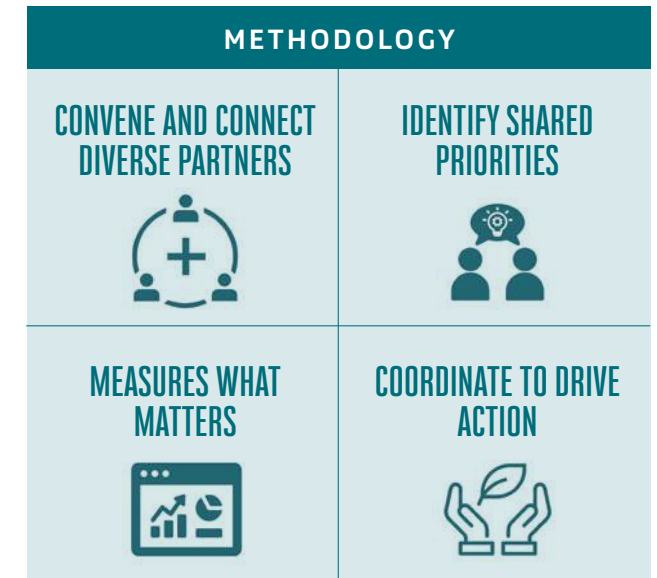 METHODOLOGY
CONVENE AND CONNECT
DIVERSE PARTNERS
IDENTIFY SHARED
PRIORITIES
MEASURES WHAT
MATTERS
COORDINATE TO DRIVE
ACTION